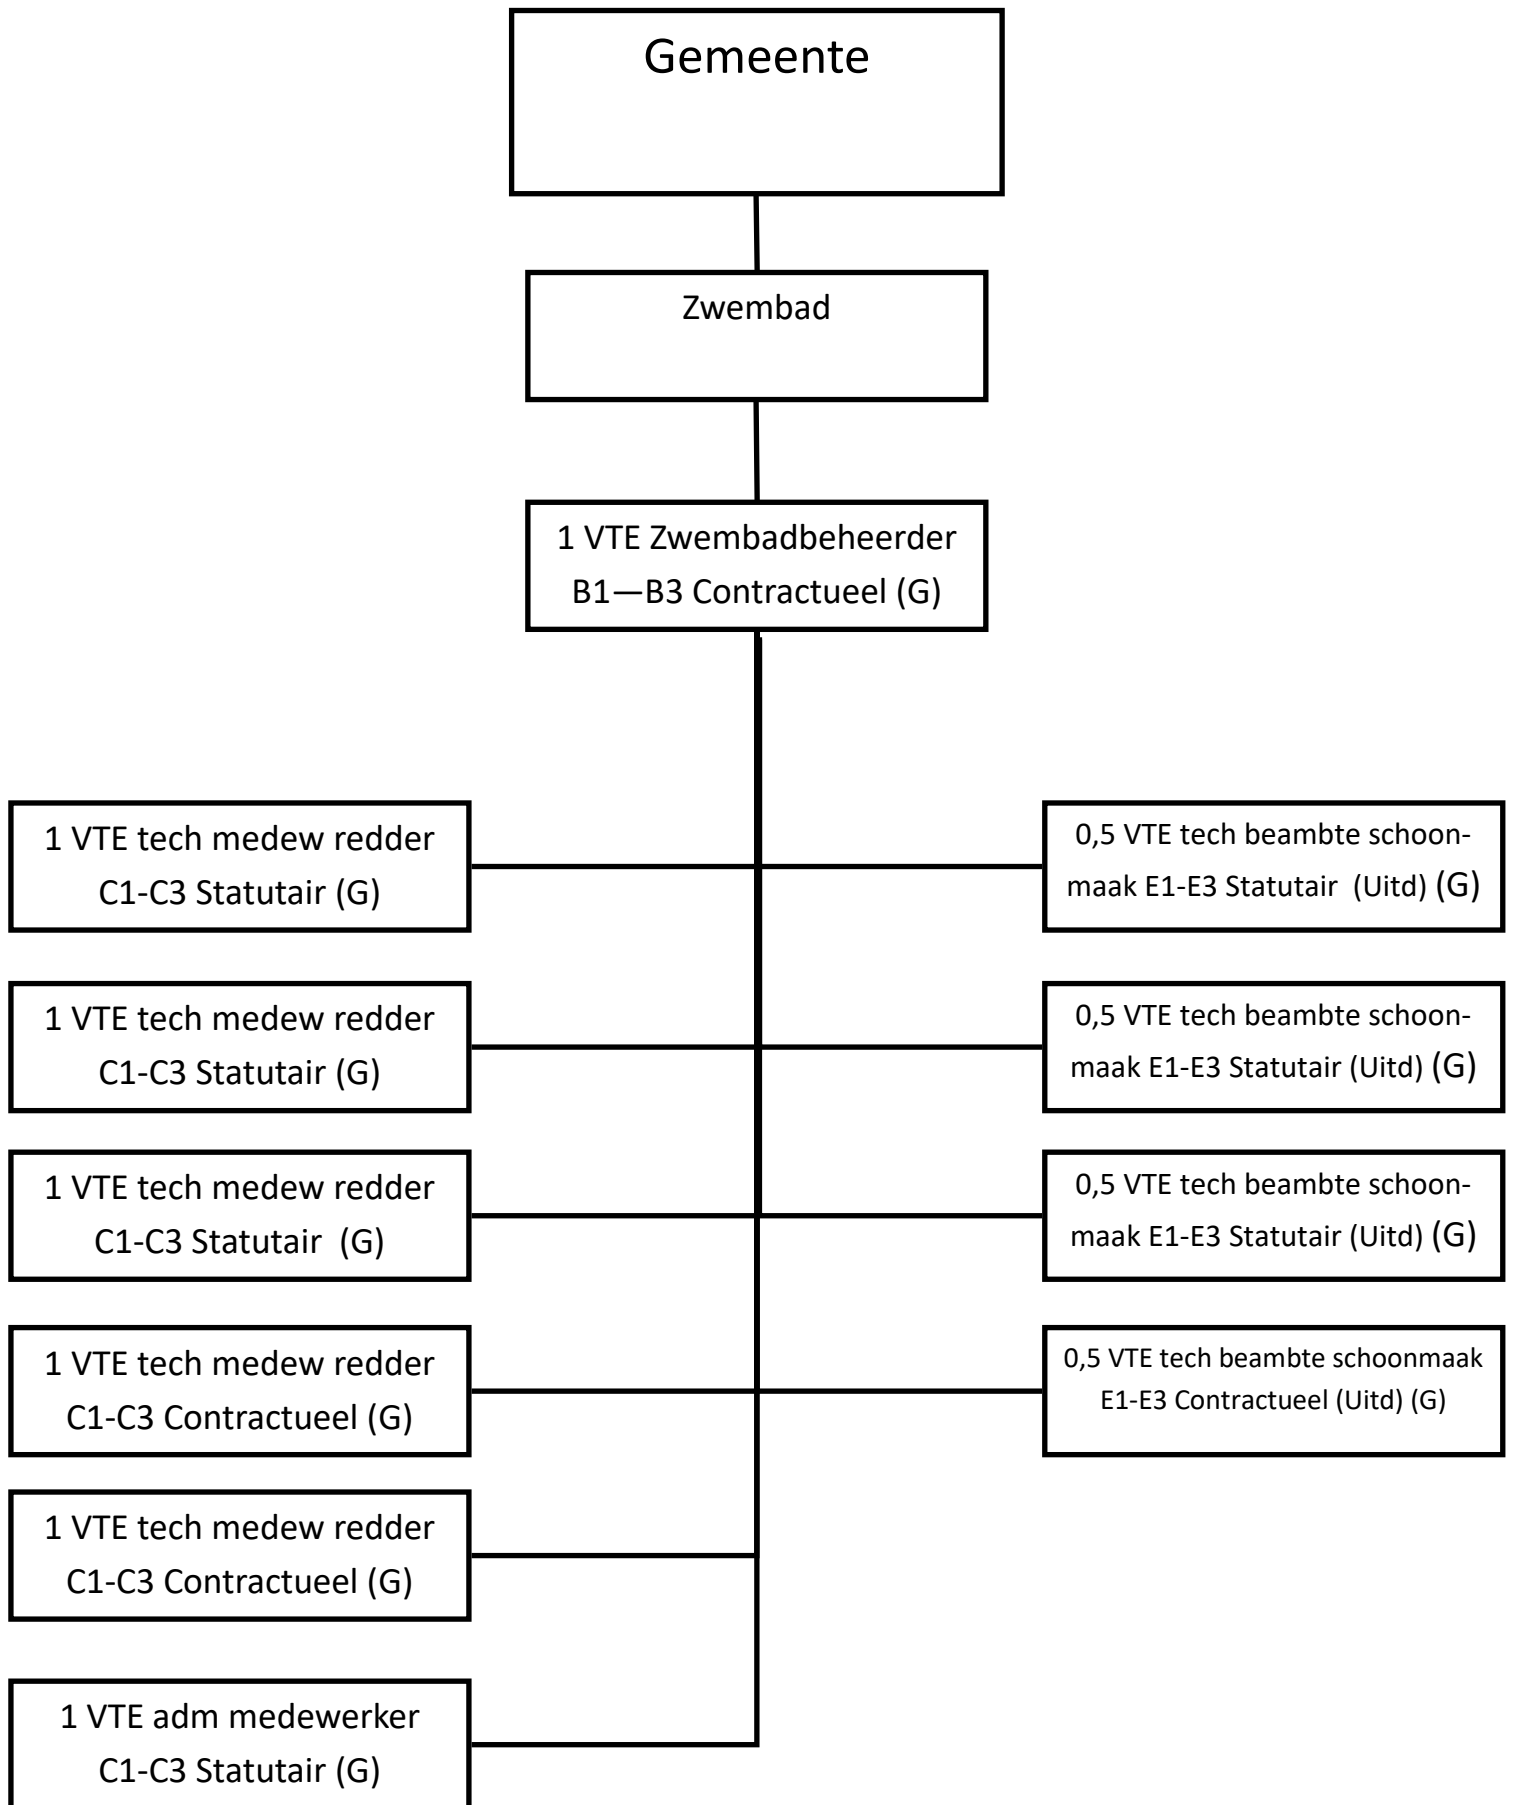 Gemeente
Zwembad
1 VTE Zwembadbeheerder
B1—B3 Contractueel (G)
1 VTE tech medew redder
C1-C3 Statutair (G)
0,5 VTE tech beambte schoon-
maak E1-E3 Statutair (Uitd) (G)
1 VTE tech medew redder
C1-C3 Statutair (G)
0,5 VTE tech beambte schoon-
maak E1-E3 Statutair (Uitd) (G)
1 VTE tech medew redder
C1-C3 Statutair (G)
0,5 VTE tech beambte schoon-
maak E1-E3 Statutair (Uitd) (G)
1 VTE tech medew redder
C1-C3 Contractueel (G)
0,5 VTE tech beambte schoonmaak
E1-E3 Contractueel (Uitd) (G)
1 VTE tech medew redder
C1-C3 Contractueel (G)
1 VTE adm medewerker
C1-C3 Statutair (G)